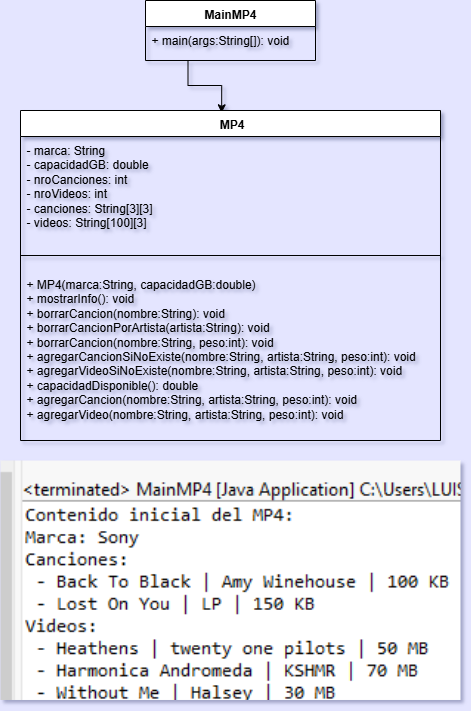 MainMP4
+ main(args:String[]): void
MP4
- marca: String
- capacidadGB: double
- nroCanciones: int
- nroVideos: int
- canciones: String[3][3]
- videos: String[100][3]
+ MP4(marca:String, capacidadGB:double)
+ mostrarInfo(): void
+ borrarCancion(nombre:String): void
+ borrarCancionPorArtista(artista:String): void
+ borrarCancion(nombre:String, peso:int): void
+ agregarCancionSiNoExiste(nombre:String, artista:String, peso:int): void
+ agregarVideoSiNoExiste(nombre:String, artista:String, peso:int): void
+ capacidadDisponible(): double
+ agregarCancion(nombre:String, artista:String, peso:int): void
+ agregarVideo(nombre:String, artista:String, peso:int): void
<terminated> MainMP4 [Java Application] C:\Users\LUIS
Contenido inicial del MP4:
Marca: Sony
Canciones:
- Back To Black | Amy Winehouse | 100 KB
- Lost On You | LP | 150 KB
Videos:
- Heathens | twenty one pilots | 50 MB
- Harmonica Andromeda | KSHMR | 70 MB
- Without Me | Halsey | 30 MB